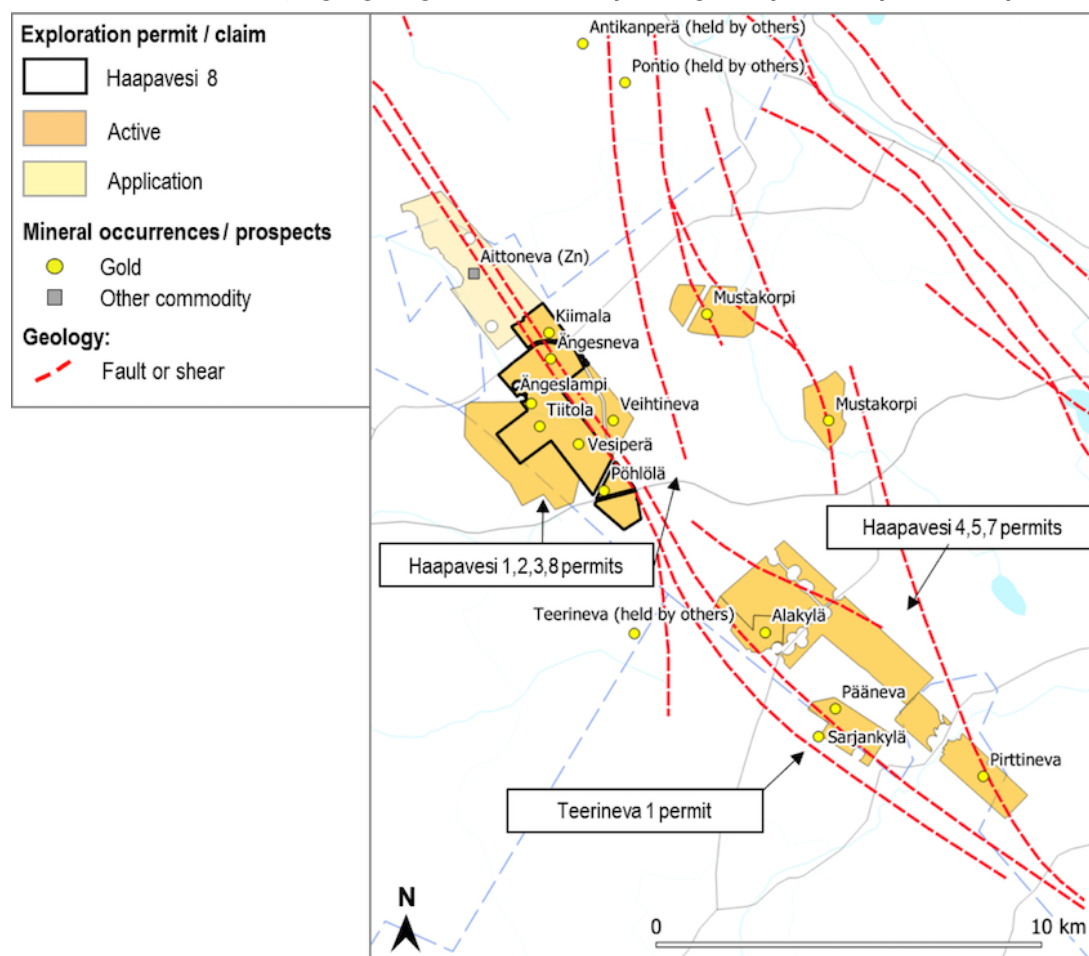 Exploration permit / claim
Haapavesi 8
Active
Application
Mineral occurrences / prospects
Gold
Other commodity
Geology:
Fault or shear
Antikanperä (held by others)
Pontio (held by others)
Aittoneva (Zn)
Kiimala
Ängesneva
Mustakorpi
Ängeslampi
Tiitola
Veihtineva
Mustakorpi
Vesiperä
Pöhlölä
Haapavesi 4,5,7 permits
Haapavesi 1,2,3,8 permits
Teerineva (held by others)
Alakylä
Pääneva
Sarjankylä
Pirttineva
Teerineva 1 permit
N
0
10 km